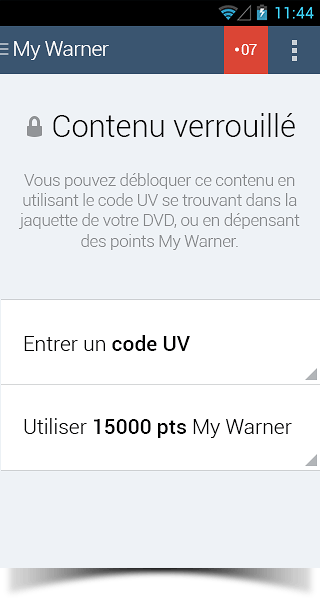 11:44
My Warner
•07
Contenu verrouillé
Vous pouvez débloquer ce contenu en
utilisant le code UV se trouvant dans la
jaquette de votre DVD, ou en dépensant
des points My Warner.
Entrer un code UV
Utiliser 15000 pts My Warner